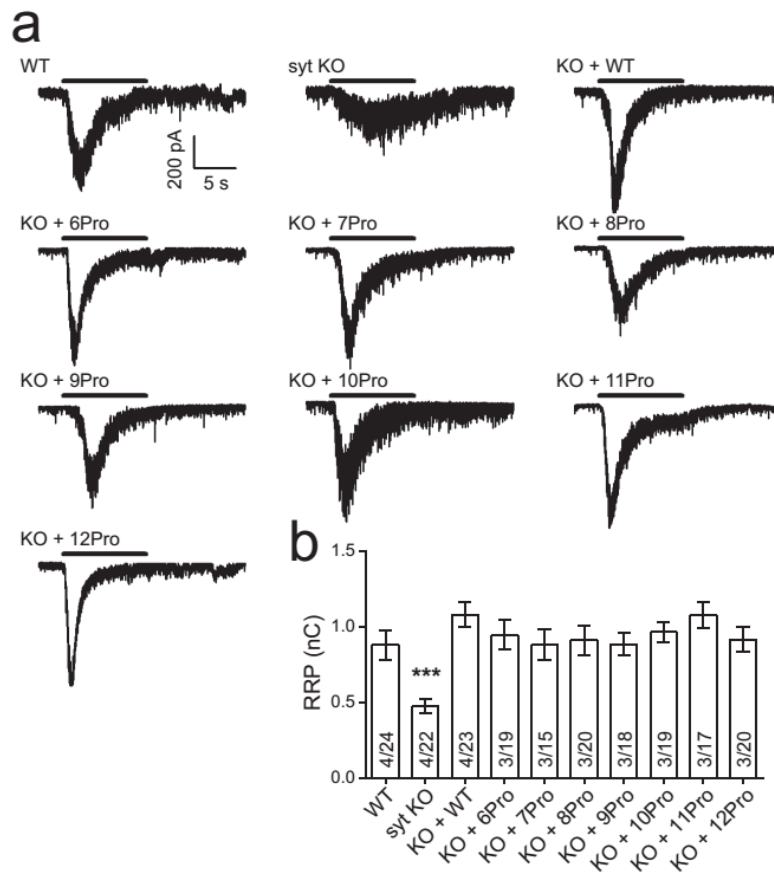 a
WT
syt KO
KO + WT
200 pA
5 s
KO + 6Pro
KO + 7Pro
KO + 8Pro
KO + 9Pro
KO + 10Pro
KO + 11Pro
KO + 12Pro
b
RRP (nC)
1.5
1.0
0.5
0.0
***
4/24
4/22
4/23
3/19
3/15
3/20
3/18
3/19
3/17
3/20
WT
syt KO
KO + WT
KO + 6Pro
KO + 7Pro
KO + 8Pro
KO + 9Pro
KO + 10Pro
KO + 11Pro
KO + 12Pro